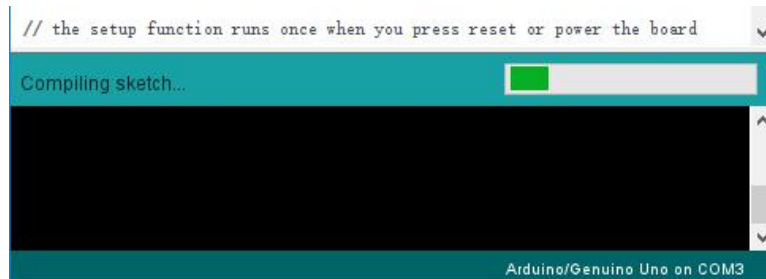 // the setup function runs once when you press reset or power the board
Compiling sketch...
Arduino/Genuino Uno on COM3